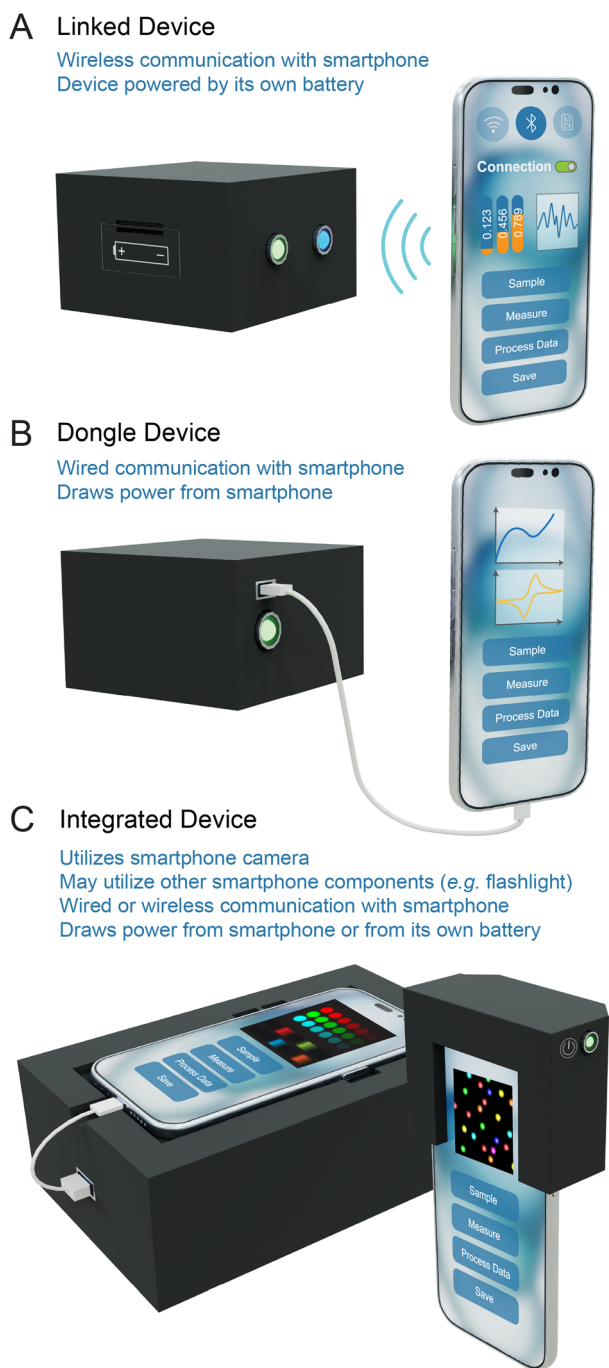 A Linked Device
Wireless communication with smartphone
Device powered by its own battery
Connection
0.123
0.456
0.789
Sample
Measure
Process Data
Save
+ −
B Dongle Device
Wired communication with smartphone
Draws power from smartphone
Sample
Measure
Process Data
Save
C Integrated Device
Utilizes smartphone camera
May utilize other smartphone components (e.g. flashlight)
Wired or wireless communication with smartphone
Draws power from smartphone or from its own battery
Sample
Measure
Process Data
Save
Sample
Measure
Process Data
Save